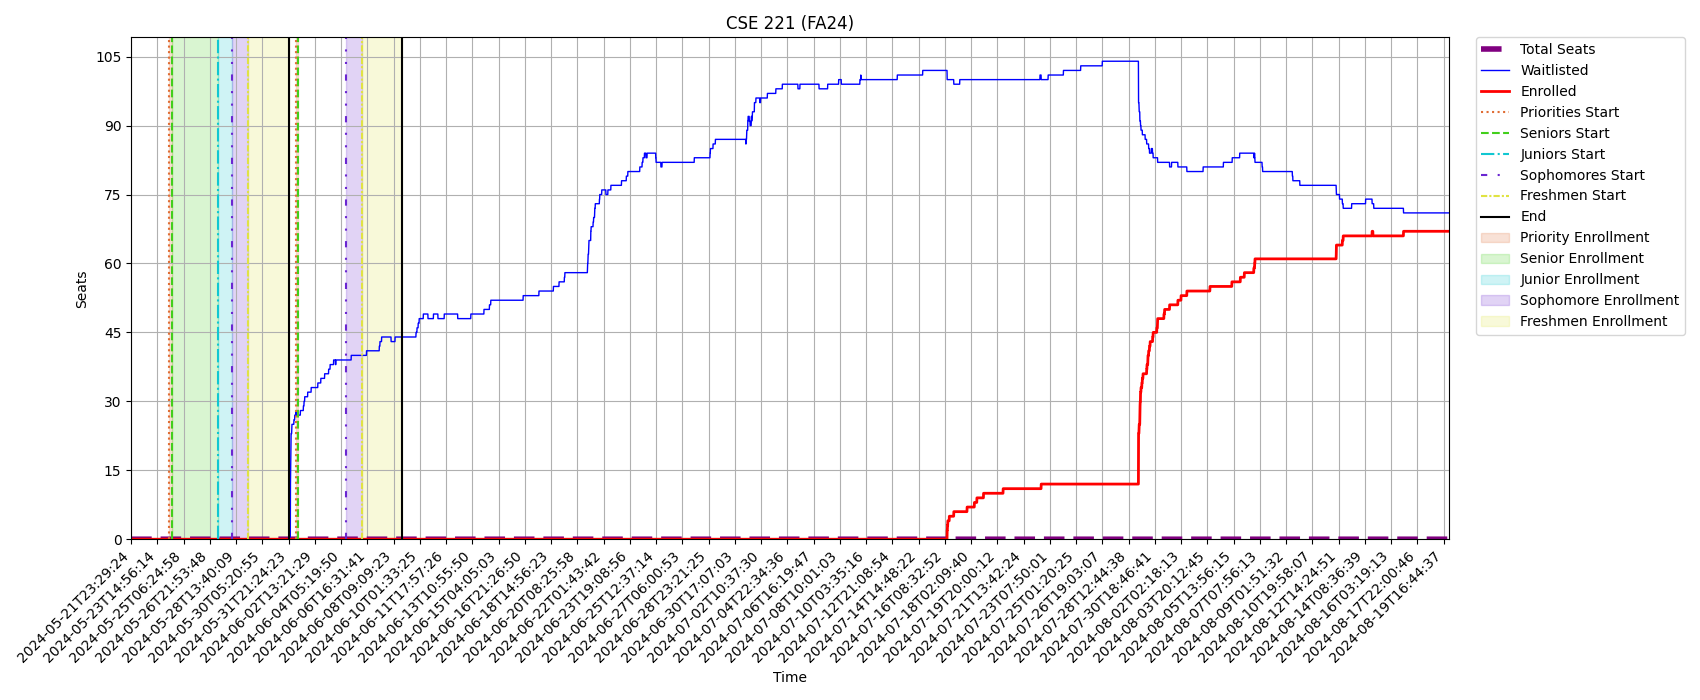 CSE 221 (FA24)
Total Seats
Waitlisted
Enrolled
Priorities Start
Seniors Start
Juniors Start
Sophomores Start
Freshmen Start
End
Priority Enrollment
Senior Enrollment
Junior Enrollment
Sophomore Enrollment
Freshmen Enrollment
Seats
105
90
75
60
45
30
15
0
2024-05-21T23:29:24
2024-05-23T14:56:14
2024-05-25T06:24:58
2024-05-26T21:53:48
2024-05-28T13:40:09
2024-05-30T05:20:55
2024-05-31T21:24:23
2024-06-02T13:21:29
2024-06-04T05:19:50
2024-06-06T16:31:41
2024-06-08T09:09:23
2024-06-10T01:33:25
2024-06-11T17:57:26
2024-06-13T10:55:50
2024-06-15T04:05:03
2024-06-16T21:26:50
2024-06-18T14:56:23
2024-06-20T08:25:58
2024-06-22T01:43:42
2024-06-23T19:08:56
2024-06-25T12:37:14
2024-06-27T06:00:53
2024-06-28T23:21:25
2024-06-30T17:07:03
2024-07-02T10:37:30
2024-07-04T22:34:36
2024-07-06T16:19:47
2024-07-08T10:01:03
2024-07-10T03:35:16
2024-07-12T21:08:54
2024-07-14T14:48:22
2024-07-16T08:32:52
2024-07-18T02:09:40
2024-07-19T20:00:12
2024-07-21T13:42:24
2024-07-23T07:50:01
2024-07-25T01:20:25
2024-07-26T19:03:07
2024-07-28T12:44:38
2024-07-30T18:46:41
2024-08-02T02:18:13
2024-08-03T20:12:45
2024-08-05T13:56:15
2024-08-07T07:56:13
2024-08-09T01:51:32
2024-08-10T19:58:07
2024-08-12T14:24:51
2024-08-14T08:36:39
2024-08-16T03:19:13
2024-08-17T22:00:46
2024-08-19T16:44:37
Time